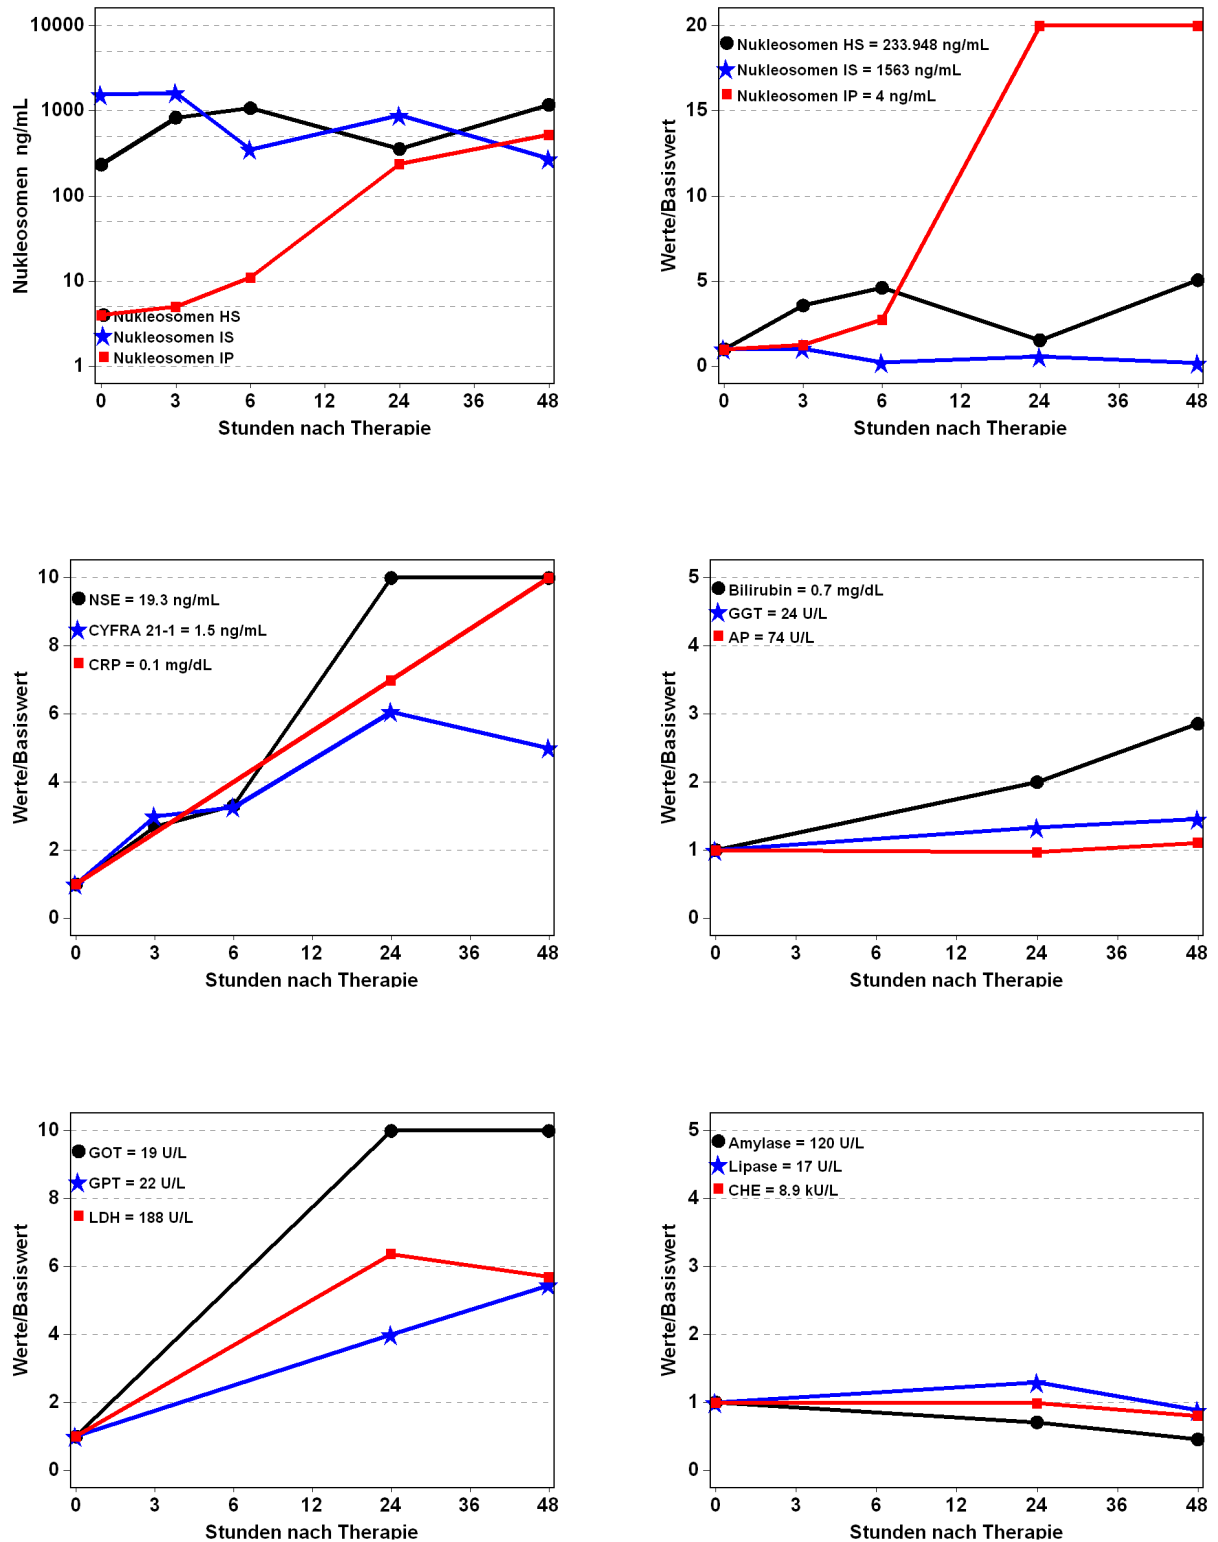 10000
1000
100
10
1
Nukleosomen ng/mL
Nukleosomen HS
Nukleosomen IS
Nukleosomen IP
0 3 6 12 24 36 48
Stunden nach Therapie
20
15
10
5
0
Werte/Basiswert
Nukleosomen HS = 233.948 ng/mL
Nukleosomen IS = 1563 ng/mL
Nukleosomen IP = 4 ng/mL
0 3 6 12 24 36 48
Stunden nach Therapie
10
8
6
4
2
0
Werte/Basiswert
NSE = 19.3 ng/mL
CYFRA 21-1 = 1.5 ng/mL
CRP = 0.1 mg/dL
0 3 6 12 24 36 48
Stunden nach Therapie
5
4
3
2
1
0
Werte/Basiswert
Bilirubin = 0.7 mg/dL
GGT = 24 U/L
AP = 74 U/L
0 3 6 12 24 36 48
Stunden nach Therapie
10
8
6
4
2
0
Werte/Basiswert
GOT = 19 U/L
GPT = 22 U/L
LDH = 188 U/L
0 3 6 12 24 36 48
Stunden nach Therapie
5
4
3
2
1
0
Werte/Basiswert
Amylase = 120 U/L
Lipase = 17 U/L
CHE = 8.9 kU/L
0 3 6 12 24 36 48
Stunden nach Therapie